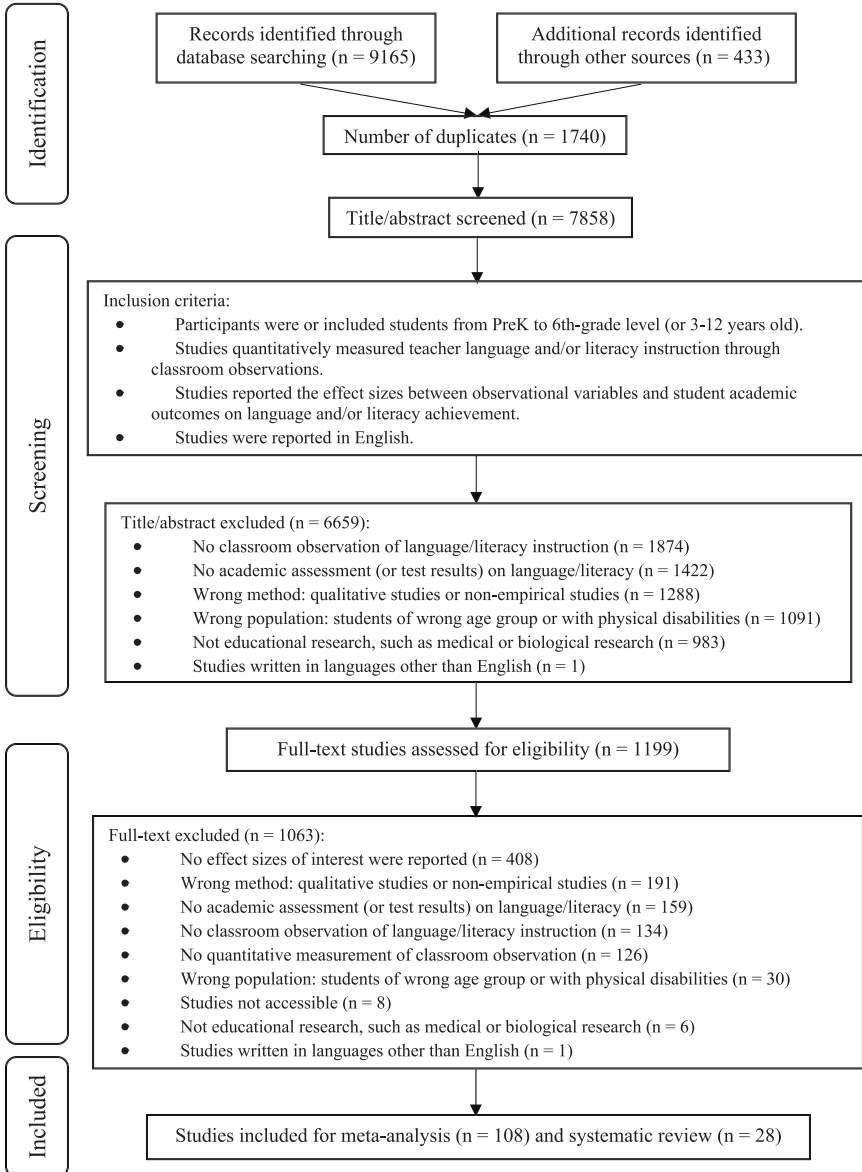 Identification
Records identified through
database searching (n = 9165)
Additional records identified
through other sources (n = 433)
Number of duplicates (n = 1740)
Title/abstract screened (n = 7858)
Screening
Inclusion criteria:
● Participants were or included students from PreK to 6th-grade level (or 3-12 years old).
● Studies quantitatively measured teacher language and/or literacy instruction through
classroom observations.
● Studies reported the effect sizes between observational variables and student academic
outcomes on language and/or literacy achievement.
● Studies were reported in English.
Title/abstract excluded (n = 6659):
● No classroom observation of language/literacy instruction (n = 1874)
● No academic assessment (or test results) on language/literacy (n = 1422)
● Wrong method: qualitative studies or non-empirical studies (n = 1288)
● Wrong population: students of wrong age group or with physical disabilities (n = 1091)
● Not educational research, such as medical or biological research (n = 983)
● Studies written in languages other than English (n = 1)
Full-text studies assessed for eligibility (n = 1199)
Eligibility
Full-text excluded (n = 1063):
● No effect sizes of interest were reported (n = 408)
● Wrong method: qualitative studies or non-empirical studies (n = 191)
● No academic assessment (or test results) on language/literacy (n = 159)
● No classroom observation of language/literacy instruction (n = 134)
● No quantitative measurement of classroom observation (n = 126)
● Wrong population: students of wrong age group or with physical disabilities (n = 30)
● Studies not accessible (n = 8)
● Not educational research, such as medical or biological research (n = 6)
● Studies written in languages other than English (n = 1)
Included
Studies included for meta-analysis (n = 108) and systematic review (n = 28)